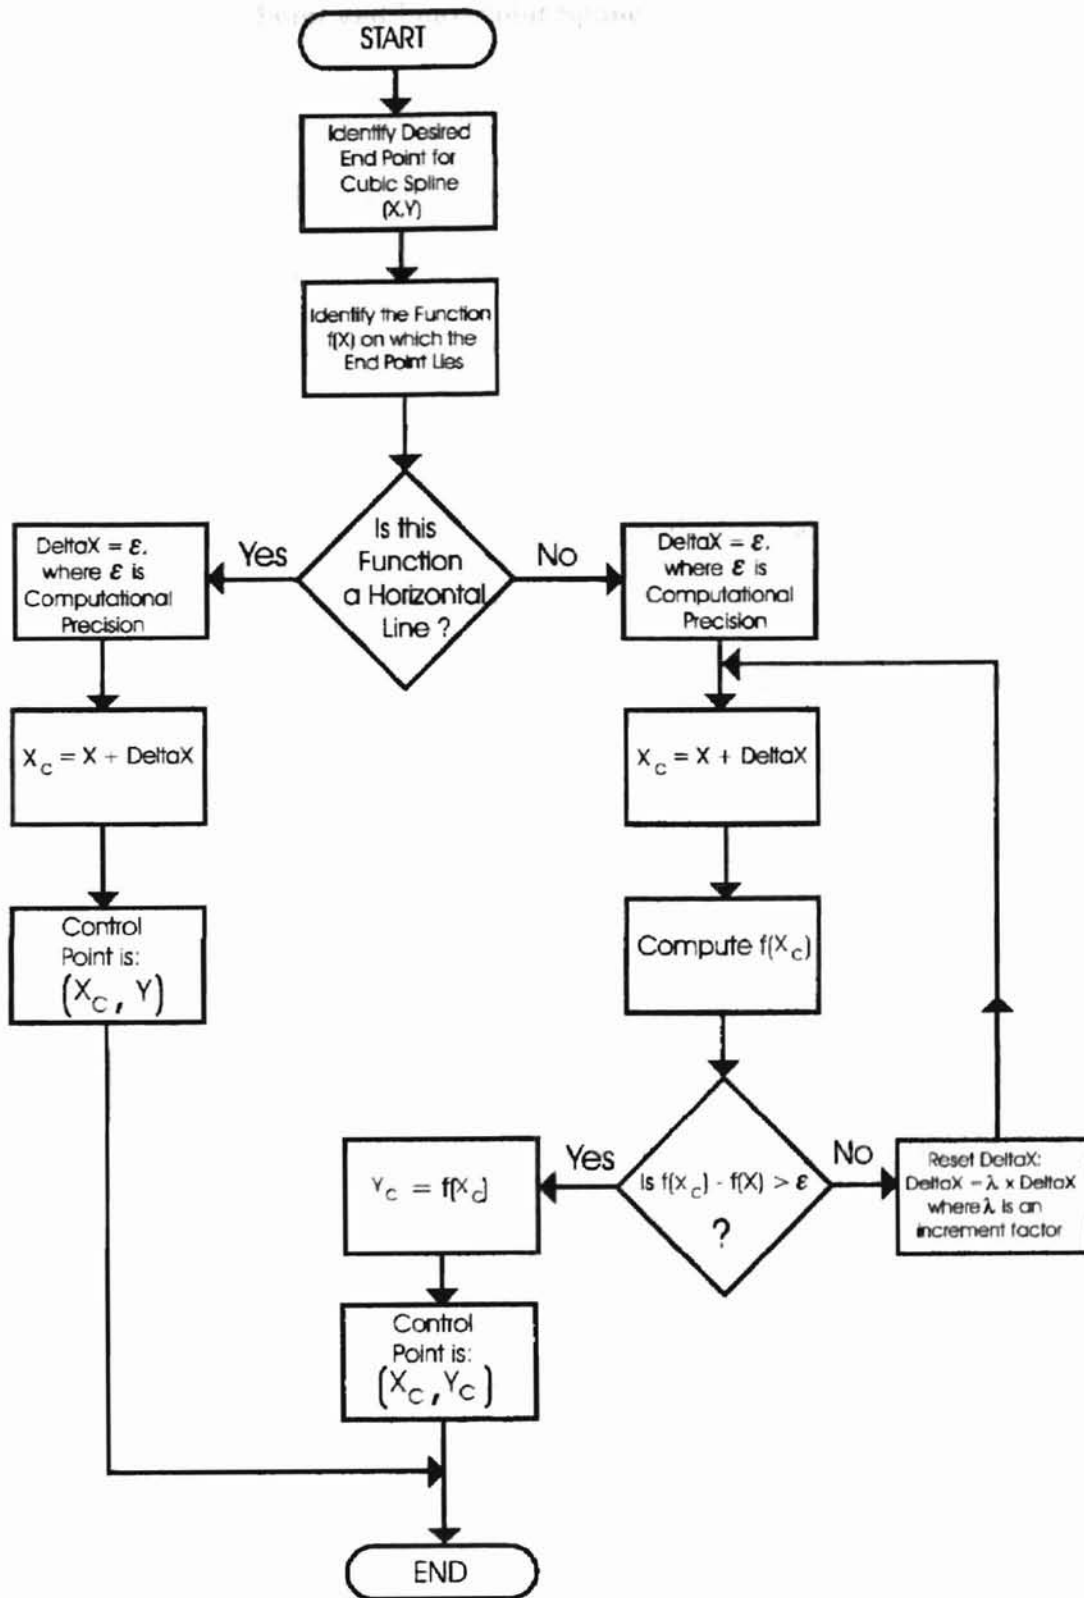 START
Identify Desired
End Point for
Cubic Spline
(X,Y)
Identify the Function
f(X) on which the
End Point Lies
Is this
Function
a Horizontal
Line ?
Yes
No
DeltaX = ε,
where ε is
Computational
Precision
X_c = X + DeltaX
Control
Point is:
(X_c, Y)
DeltaX = ε,
where ε is
Computational
Precision
X_c = X + DeltaX
Compute f(X_c)
Is f(X_c) - f(X) > ε
?
Yes
No
Reset DeltaX:
DeltaX = λ x DeltaX
where λ is an
increment factor
Y_c = f(X_c)
Control
Point is:
(X_c, Y_c)
END